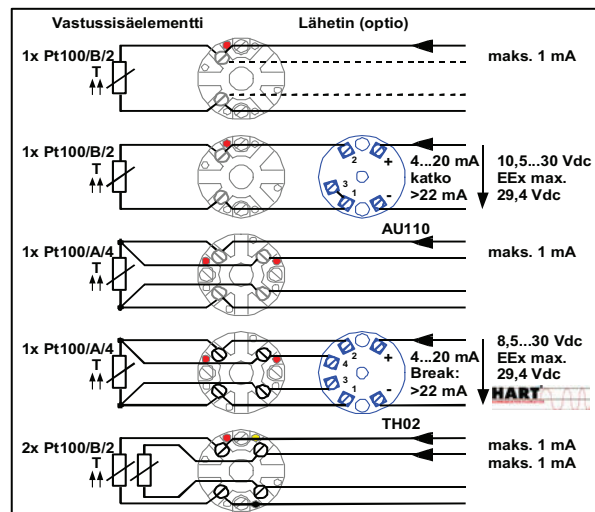 Vastussisäelementti Lähetin (optio)
1x Pt100/B/2
T
maks. 1 mA
1x Pt100/B/2
T
2
3
1
+
-
4...20 mA
katko
>22 mA
10,5...30 Vdc
EEx max.
29,4 Vdc
AU110
1x Pt100/A/4
T
maks. 1 mA
1x Pt100/A/4
T
2
4
3
1
+
-
4...20 mA
Break:
>22 mA
8,5...30 Vdc
EEx max.
29,4 Vdc
HART
TH02
2x Pt100/B/2
T
maks. 1 mA
maks. 1 mA